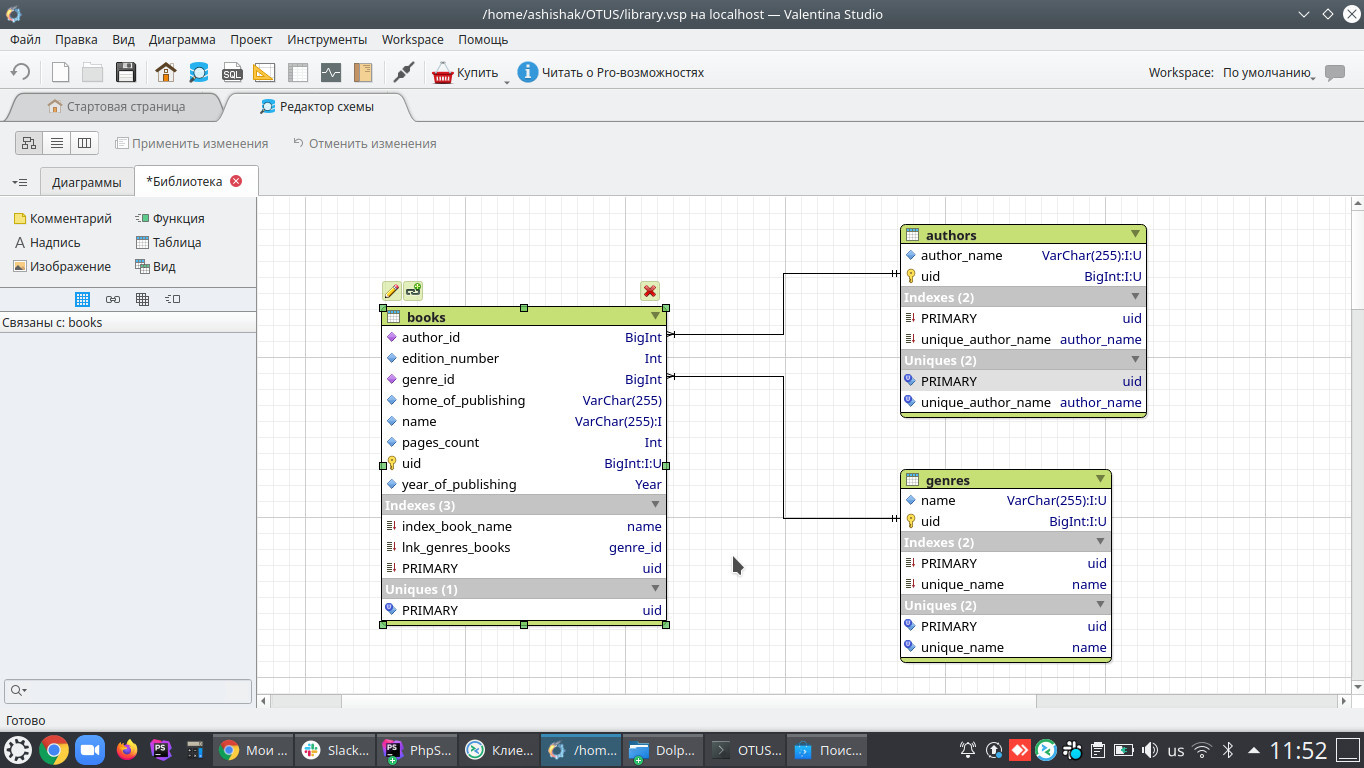 /home/ashishak/OTUS/library.vsp на localhost — Valentina Studio
Файл Правка Вид Диаграмма Проект Инструменты Workspace Помощь
SQL Купить Читать о Pro-возможностях Workspace: По умолчанию
Стартовая страница Редактор схемы
Применить изменения Отменить изменения
Диаграммы *Библиотека
Комментарий Функция
A Надпись Таблица
Изображение Вид
Связаны с: books
books
author_id BigInt
edition_number Int
genre_id BigInt
home_of_publishing VarChar(255)
name VarChar(255):I
pages_count Int
uid BigInt:I:U
year_of_publishing Year
Indexes (3)
index_book_name name
lnk_genres_books genre_id
PRIMARY uid
Uniques (1)
PRIMARY uid
authors
author_name VarChar(255):I:U
uid BigInt:I:U
Indexes (2)
PRIMARY uid
unique_author_name author_name
Uniques (2)
PRIMARY uid
unique_author_name author_name
genres
name VarChar(255):I:U
uid BigInt:I:U
Indexes (2)
PRIMARY uid
unique_name name
Uniques (2)
PRIMARY uid
unique_name name
Готово
PS Мои ... Slack... PhpS... Клие... /hom... Dolp... OTUS... Поис... us 11:52